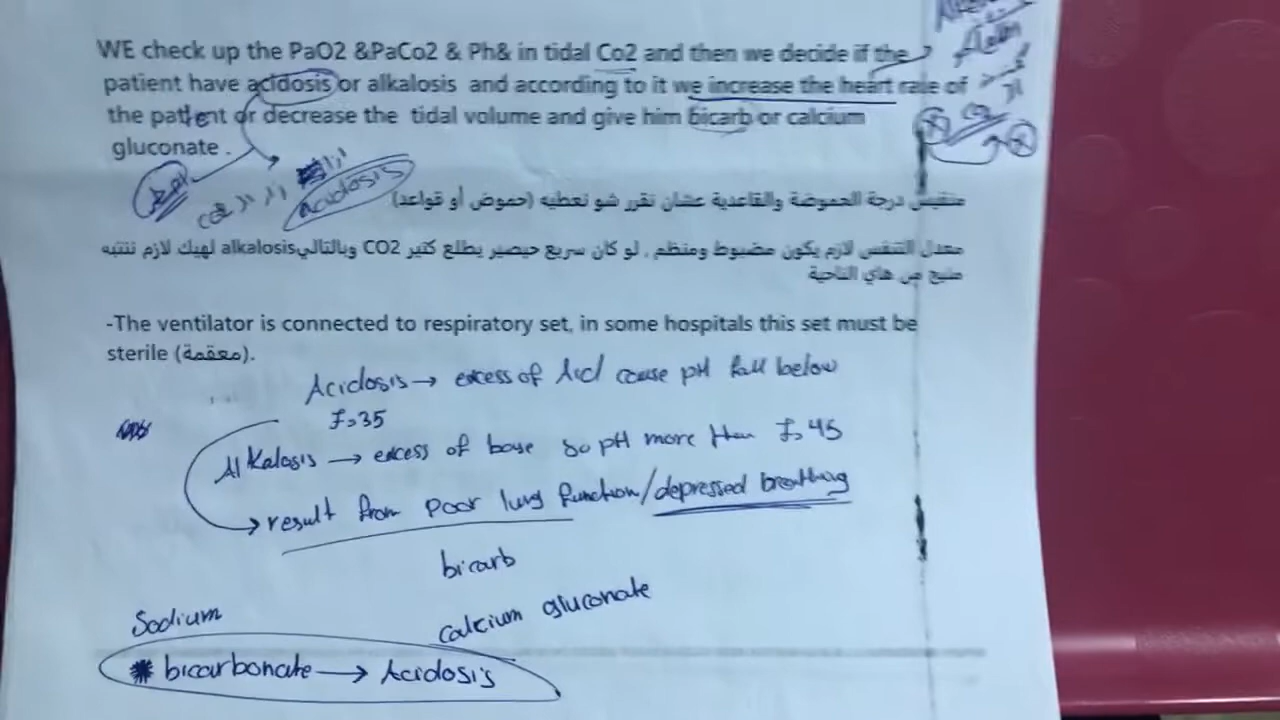 WE check up the PaO2 &PaCo2 & Ph& in tidal Co2 and then we decide if the
patient have acidosis or alkalosis and according to it we increase the heart rate of
the patient or decrease the tidal volume and give him bicarb or calcium
gluconate .
acidosis
منقيس درجة الحموضة والقاعدية عشان نقرر شو نعطيه (حموض أو قواعد)
معدل التنفس لازم يكون مضبوط ومنظم , لو كان سريع حيصير يطلع كتير CO2 وبالتالي alkalosis لهيك لازم ننتبه
منيح من هاي الناحية
-The ventilator is connected to respiratory set, in some hospitals this set must be
sterile (معقمة).
Acidosis → excess of Acid cause pH fall below
7.35
Alkalosis → excess of base so pH more than 7.45
→ result from poor lung function/depressed breathing
bicarb
calcium gluconate
Sodium
* bicarbonate → Acidosis